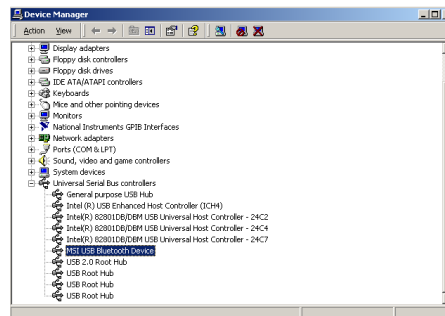 Device Manager
Action View
Display adapters
Floppy disk controllers
Floppy disk drives
IDE ATA/ATAPI controllers
Keyboards
Mice and other pointing devices
Monitors
National Instruments GPIB Interfaces
Network adapters
Ports (COM & LPT)
Sound, video and game controllers
System devices
Universal Serial Bus controllers
General purpose USB Hub
Intel (R) USB Enhanced Host Controller (ICH4)
Intel(R) 82801DB/DBM USB Universal Host Controller - 24C2
Intel(R) 82801DB/DBM USB Universal Host Controller - 24C4
Intel(R) 82801DB/DBM USB Universal Host Controller - 24C7
MSI USB Bluetooth Device
USB 2.0 Root Hub
USB Root Hub
USB Root Hub
USB Root Hub